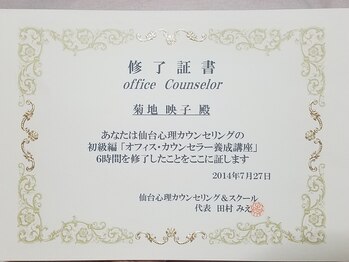 修了証書
office Counselor
菊地 映子 殿
あなたは仙台心理カウンセリングの
初級編「オフィス・カウンセラー養成講座」
6時間を修了したことをここに証します
2014年7月27日
仙台心理カウンセリング＆スクール
代表 田村 みえ